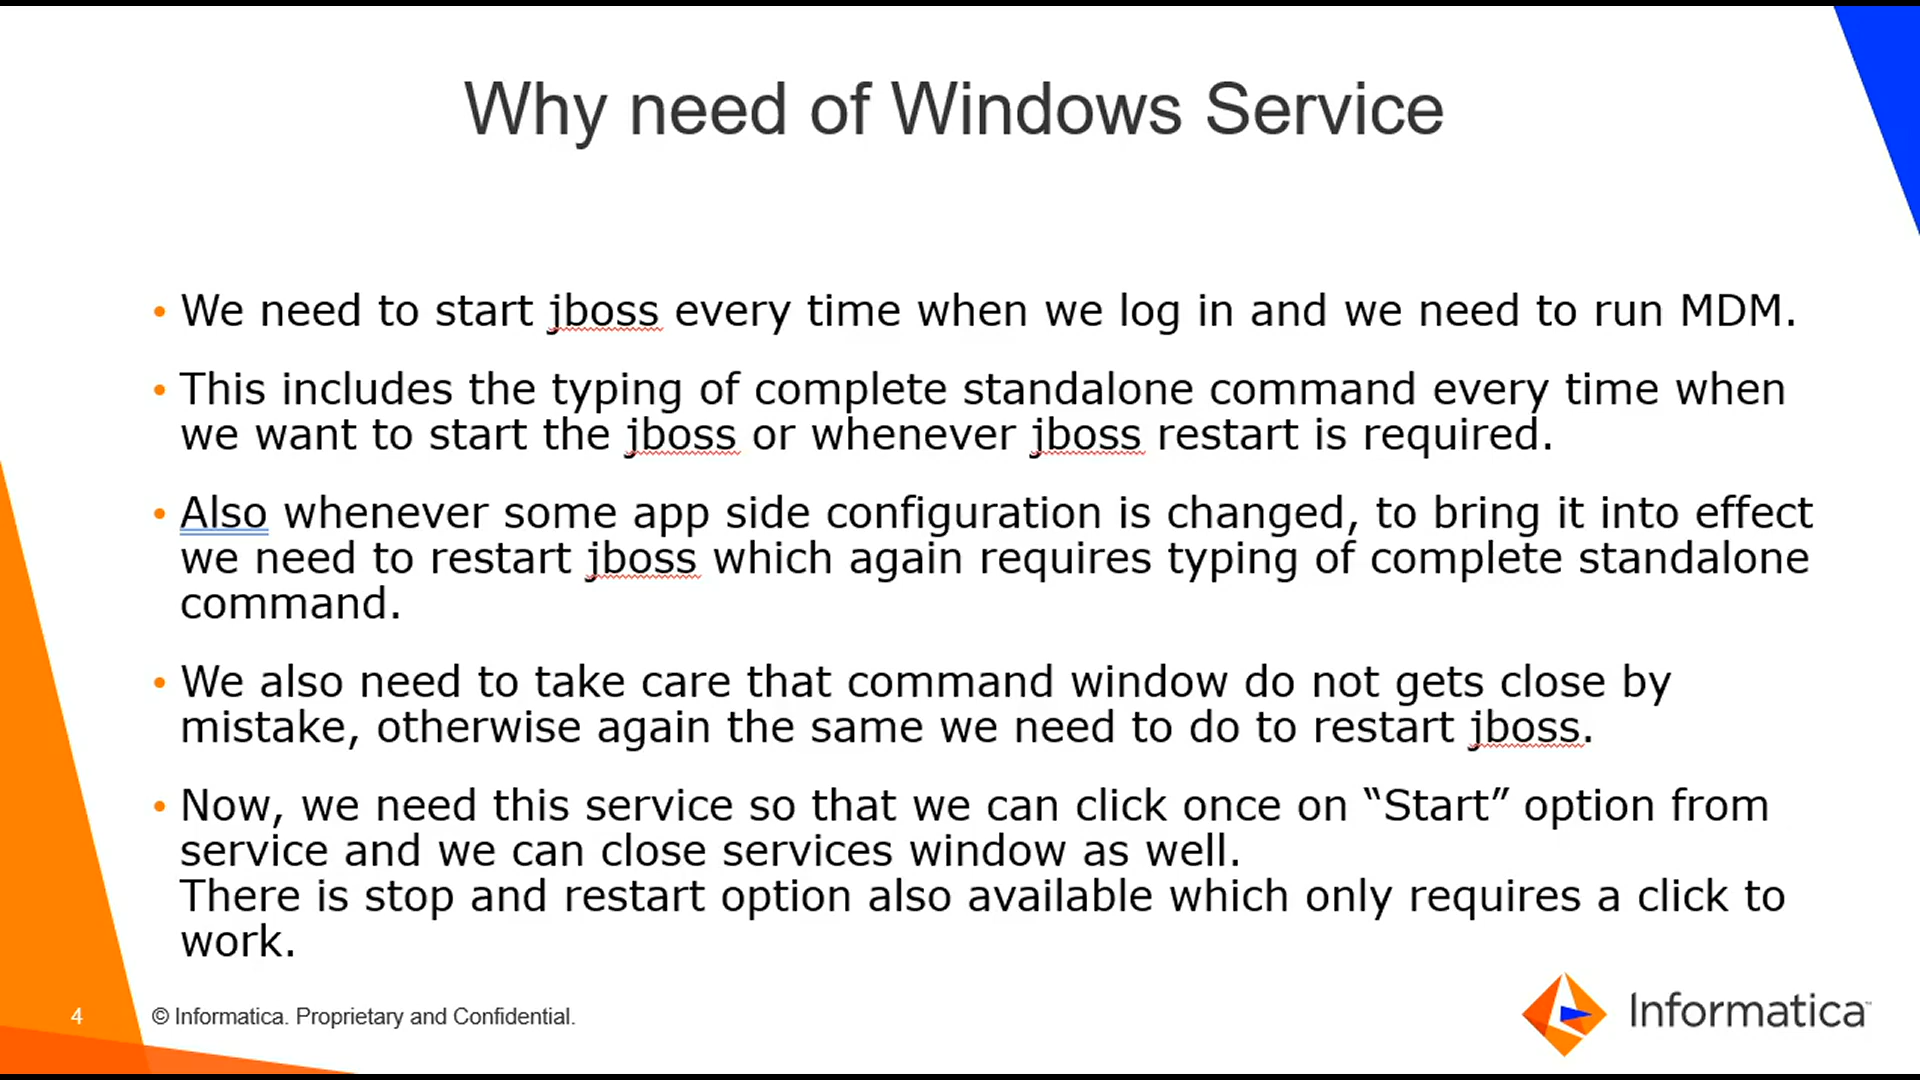 Why need of Windows Service
• We need to start jboss every time when we log in and we need to run MDM.
• This includes the typing of complete standalone command every time when
we want to start the jboss or whenever jboss restart is required.
• Also whenever some app side configuration is changed, to bring it into effect
we need to restart jboss which again requires typing of complete standalone
command.
• We also need to take care that command window do not gets close by
mistake, otherwise again the same we need to do to restart jboss.
• Now, we need this service so that we can click once on “Start” option from
service and we can close services window as well.
There is stop and restart option also available which only requires a click to
work.
4
© Informatica. Proprietary and Confidential.
Informatica™